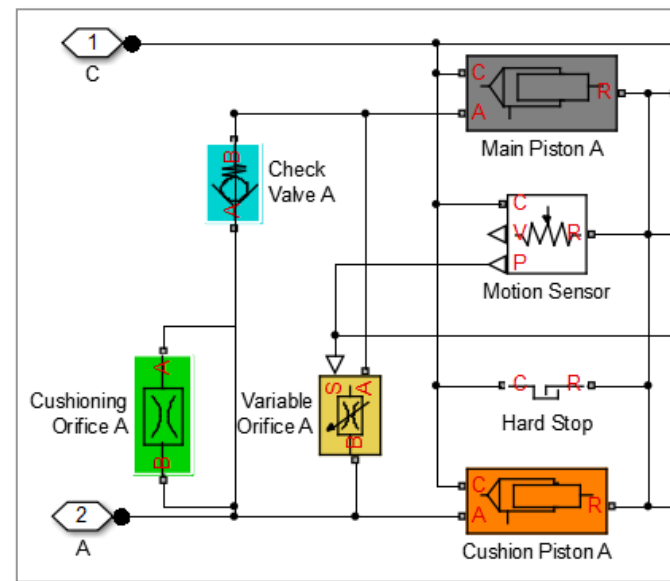 1
C
C
A
R
Main Piston A
B
A
Check
Valve A
C
V
R
P
Motion Sensor
A
B
Cushioning
Orifice A
S
A
B
Variable
Orifice A
C
R
Hard Stop
2
A
C
A
R
Cushion Piston A